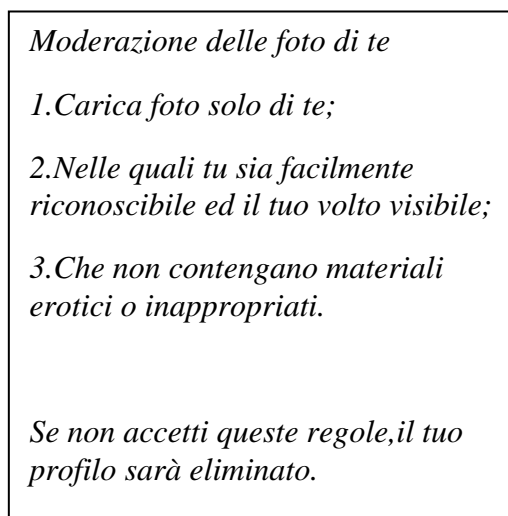 Moderazione delle foto di te
1.Carica foto solo di te;
2.Nelle quali tu sia facilmente
riconoscibile ed il tuo volto visibile;
3.Che non contengano materiali
erotici o inappropriati.
Se non accetti queste regole,il tuo
profilo sarà eliminato.